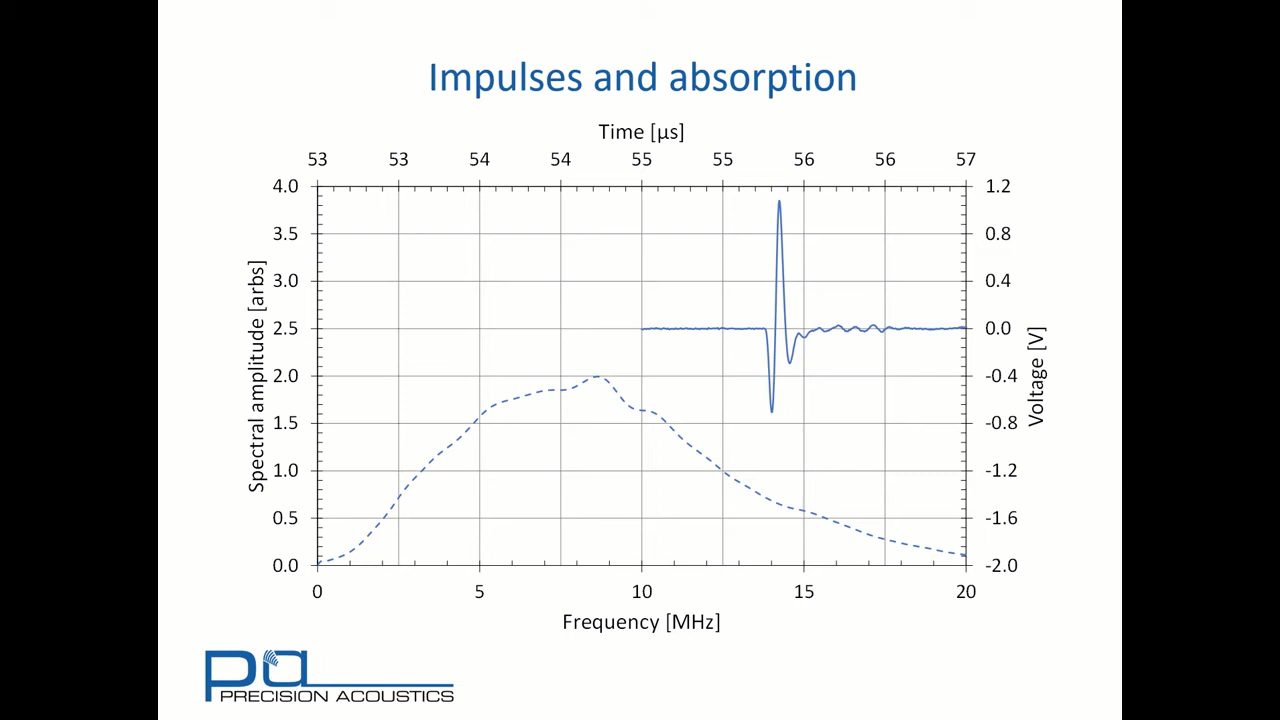 Impulses and absorption
Time [µs]
53 53 54 54 55 55 56 56 57
4.0 1.2
3.5 0.8
3.0 0.4
2.5 0.0
2.0 -0.4
1.5 -0.8
1.0 -1.2
0.5 -1.6
0.0 -2.0
Spectral amplitude [arbs]
Voltage [V]
0 5 10 15 20
Frequency [MHz]
pa
PRECISION ACOUSTICS